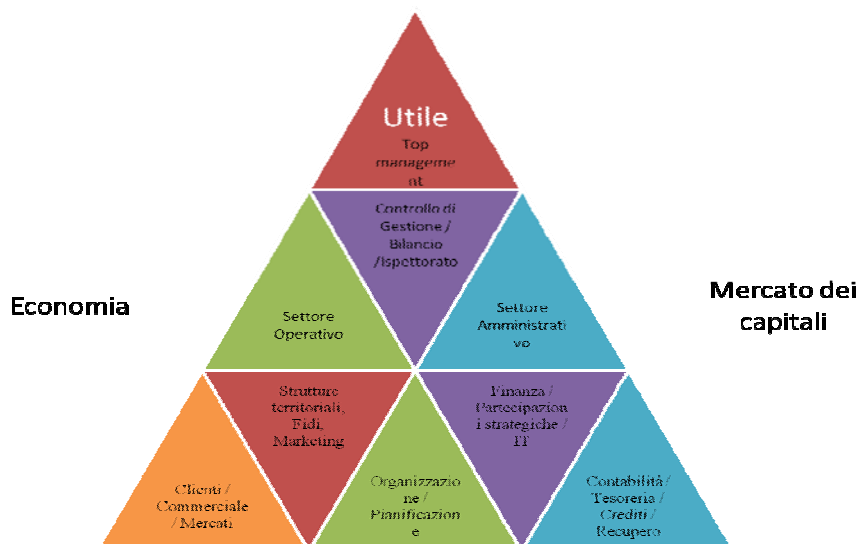 Utile
Top
manageme
nt
Controllo di
Gestione /
Bilancio
/Ispettorato
Economia
Settore
Operativo
Settore
Amministrati
vo
Mercato dei
capitali
Strutture
territoriali,
Fidi,
Marketing
Finanza /
Partecipazion
i strategiche /
IT
Clienti /
Commerciale
/ Mercati
Organizzazio
ne /
Pianificazion
e
Contabilità /
Tesoreria /
Crediti /
Recupero